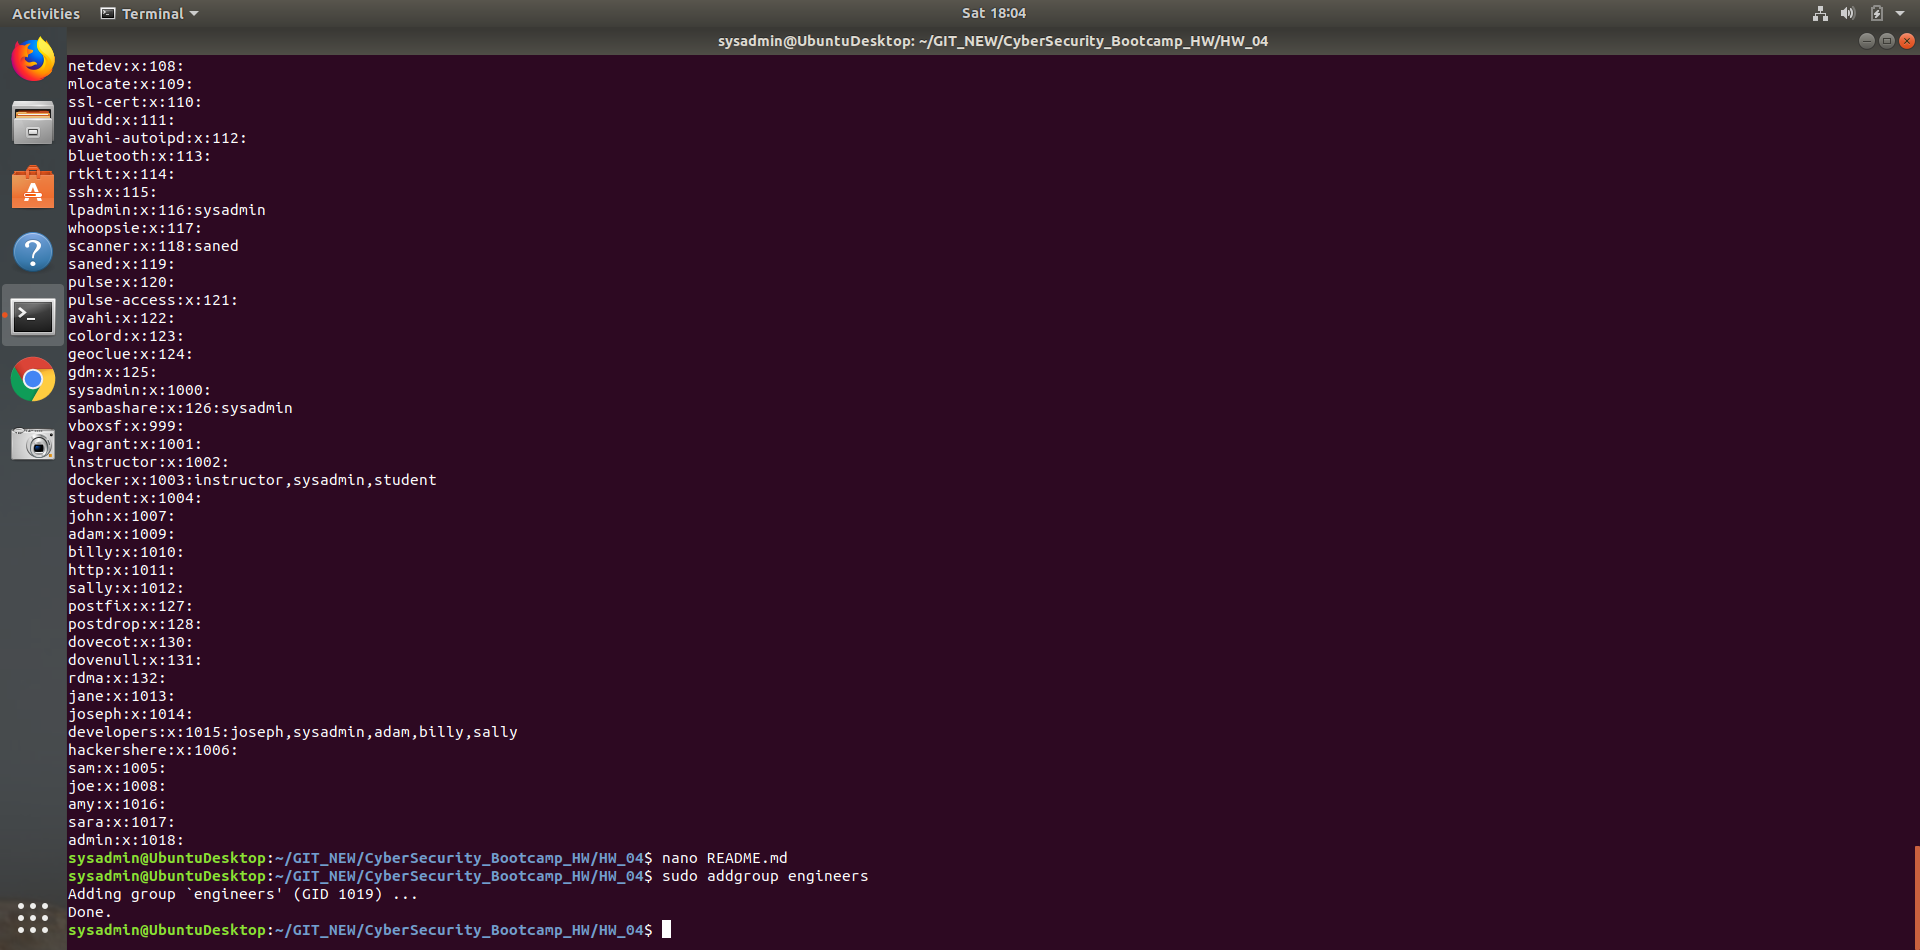 Activities Terminal Sat 18:04
sysadmin@UbuntuDesktop: ~/GIT_NEW/CyberSecurity_Bootcamp_HW/HW_04
netdev:x:108:
mlocate:x:109:
ssl-cert:x:110:
uuidd:x:111:
avahi-autoipd:x:112:
bluetooth:x:113:
rtkit:x:114:
ssh:x:115:
lpadmin:x:116:sysadmin
whoopsie:x:117:
scanner:x:118:saned
saned:x:119:
pulse:x:120:
pulse-access:x:121:
avahi:x:122:
colord:x:123:
geoclue:x:124:
gdm:x:125:
sysadmin:x:1000:
sambashare:x:126:sysadmin
vboxsf:x:999:
vagrant:x:1001:
instructor:x:1002:
docker:x:1003:instructor,sysadmin,student
student:x:1004:
john:x:1007:
adam:x:1009:
billy:x:1010:
http:x:1011:
sally:x:1012:
postfix:x:127:
postdrop:x:128:
dovecot:x:130:
dovenull:x:131:
rdma:x:132:
jane:x:1013:
joseph:x:1014:
developers:x:1015:joseph,sysadmin,adam,billy,sally
hackershere:x:1006:
sam:x:1005:
joe:x:1008:
amy:x:1016:
sara:x:1017:
admin:x:1018:
sysadmin@UbuntuDesktop:~/GIT_NEW/CyberSecurity_Bootcamp_HW/HW_04$ nano README.md
sysadmin@UbuntuDesktop:~/GIT_NEW/CyberSecurity_Bootcamp_HW/HW_04$ sudo addgroup engineers
Adding group `engineers' (GID 1019) ...
Done.
sysadmin@UbuntuDesktop:~/GIT_NEW/CyberSecurity_Bootcamp_HW/HW_04$